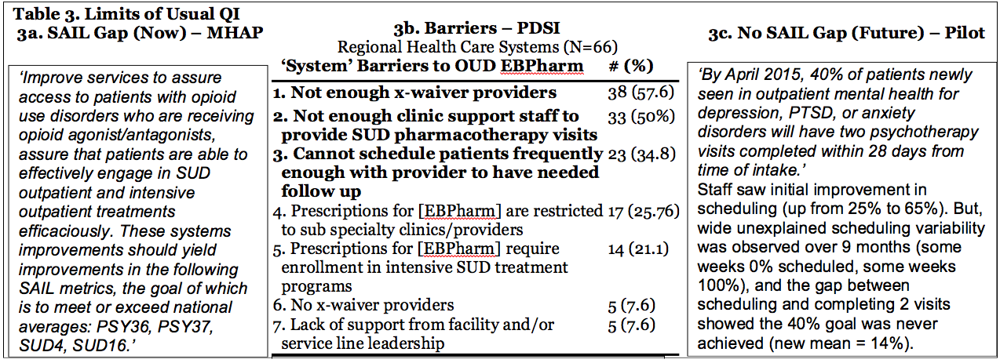 Table 3. Limits of Usual QI
3a. SAIL Gap (Now) – MHAP
‘Improve services to assure
access to patients with opioid
use disorders who are receiving
opioid agonist/antagonists,
assure that patients are able to
effectively engage in SUD
outpatient and intensive
outpatient treatments
efficaciously. These systems
improvements should yield
improvements in the following
SAIL metrics, the goal of which
is to meet or exceed national
averages: PSY36, PSY37,
SUD4, SUD16.’
3b. Barriers – PDSI
Regional Health Care Systems (N=66)
‘System’ Barriers to OUD EBPharm # (%)
1. Not enough x-waiver providers 38 (57.6)
2. Not enough clinic support staff to 33 (50%)
provide SUD pharmacotherapy visits
3. Cannot schedule patients frequently 23 (34.8)
enough with provider to have needed
follow up
4. Prescriptions for [EBPharm] are restricted 17 (25.76)
to sub specialty clinics/providers
5. Prescriptions for [EBPharm] require 14 (21.1)
enrollment in intensive SUD treatment
programs
6. No x-waiver providers 5 (7.6)
7. Lack of support from facility and/or 5 (7.6)
service line leadership
3c. No SAIL Gap (Future) – Pilot
‘By April 2015, 40% of patients newly
seen in outpatient mental health for
depression, PTSD, or anxiety
disorders will have two psychotherapy
visits completed within 28 days from
time of intake.’
Staff saw initial improvement in
scheduling (up from 25% to 65%). But,
wide unexplained scheduling variability
was observed over 9 months (some
weeks 0% scheduled, some weeks
100%), and the gap between
scheduling and completing 2 visits
showed the 40% goal was never
achieved (new mean = 14%).